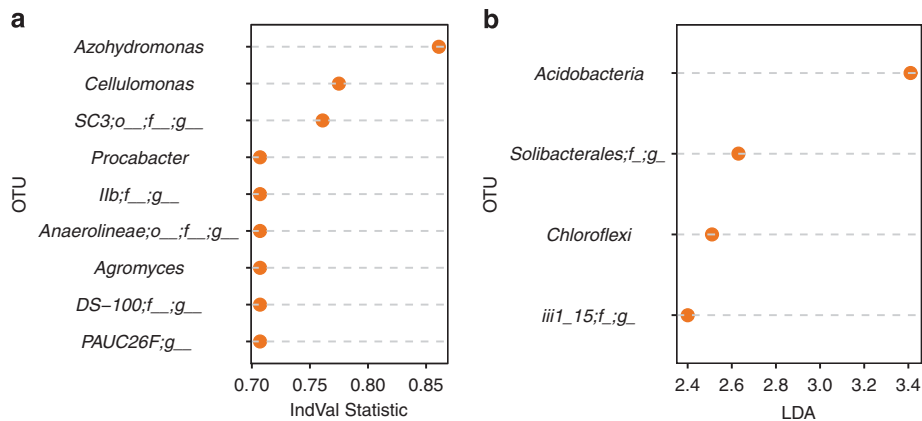 a
Azohydromonas
Cellulomonas
SC3;o__;f__;g__
Procabacter
IIb;f__;g__
Anaerolineae;o__;f__;g__
Agromyces
DS–100;f__;g__
PAUC26F;g__
OTU
0.70 0.75 0.80 0.85
IndVal Statistic
b
Acidobacteria
Solibacterales;f_;g_
Chloroflexi
iii1_15;f_;g_
OTU
2.4 2.6 2.8 3.0 3.2 3.4
LDA